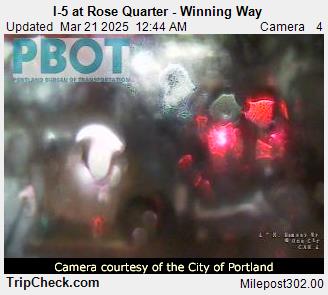 I-5 at Rose Quarter - Winning Way
Updated Mar 21 2025 12:44 AM Camera 4
PBOT
PORTLAND BUREAU OF TRANSPORTATION
Camera courtesy of the City of Portland
TripCheck.com Milepost302.00